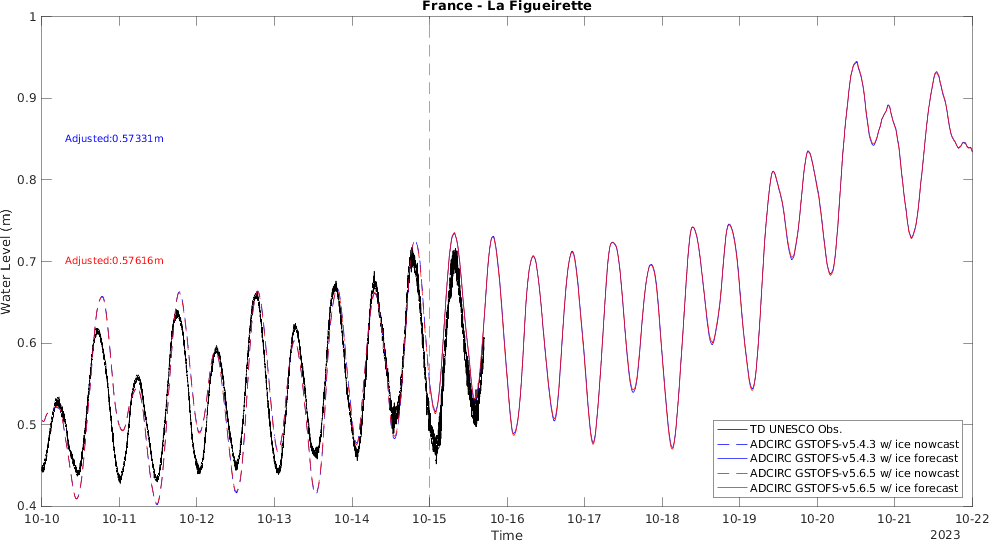 France - La Figueirette
Water Level (m)
1
0.9
0.8
0.7
0.6
0.5
0.4
Adjusted:0.57331m
Adjusted:0.57616m
TD UNESCO Obs.
ADCIRC GSTOFS-v5.4.3 w/ ice nowcast
ADCIRC GSTOFS-v5.4.3 w/ ice forecast
ADCIRC GSTOFS-v5.6.5 w/ ice nowcast
ADCIRC GSTOFS-v5.6.5 w/ ice forecast
10-10 10-11 10-12 10-13 10-14 10-15 10-16 10-17 10-18 10-19 10-20 10-21 10-22
Time
2023